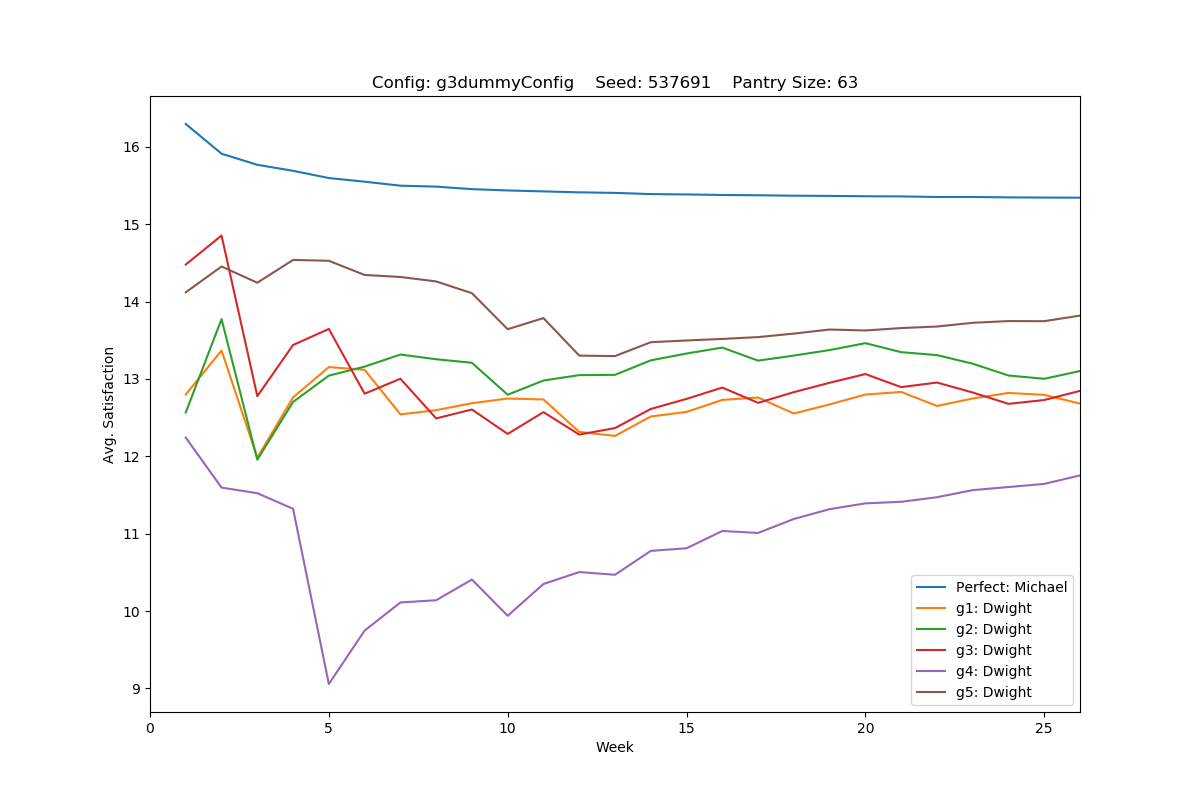 Config: g3dummyConfig    Seed: 537691    Pantry Size: 63
Avg. Satisfaction
16
15
14
13
12
11
10
9
0 5 10 15 20 25
Week
Perfect: Michael
g1: Dwight
g2: Dwight
g3: Dwight
g4: Dwight
g5: Dwight